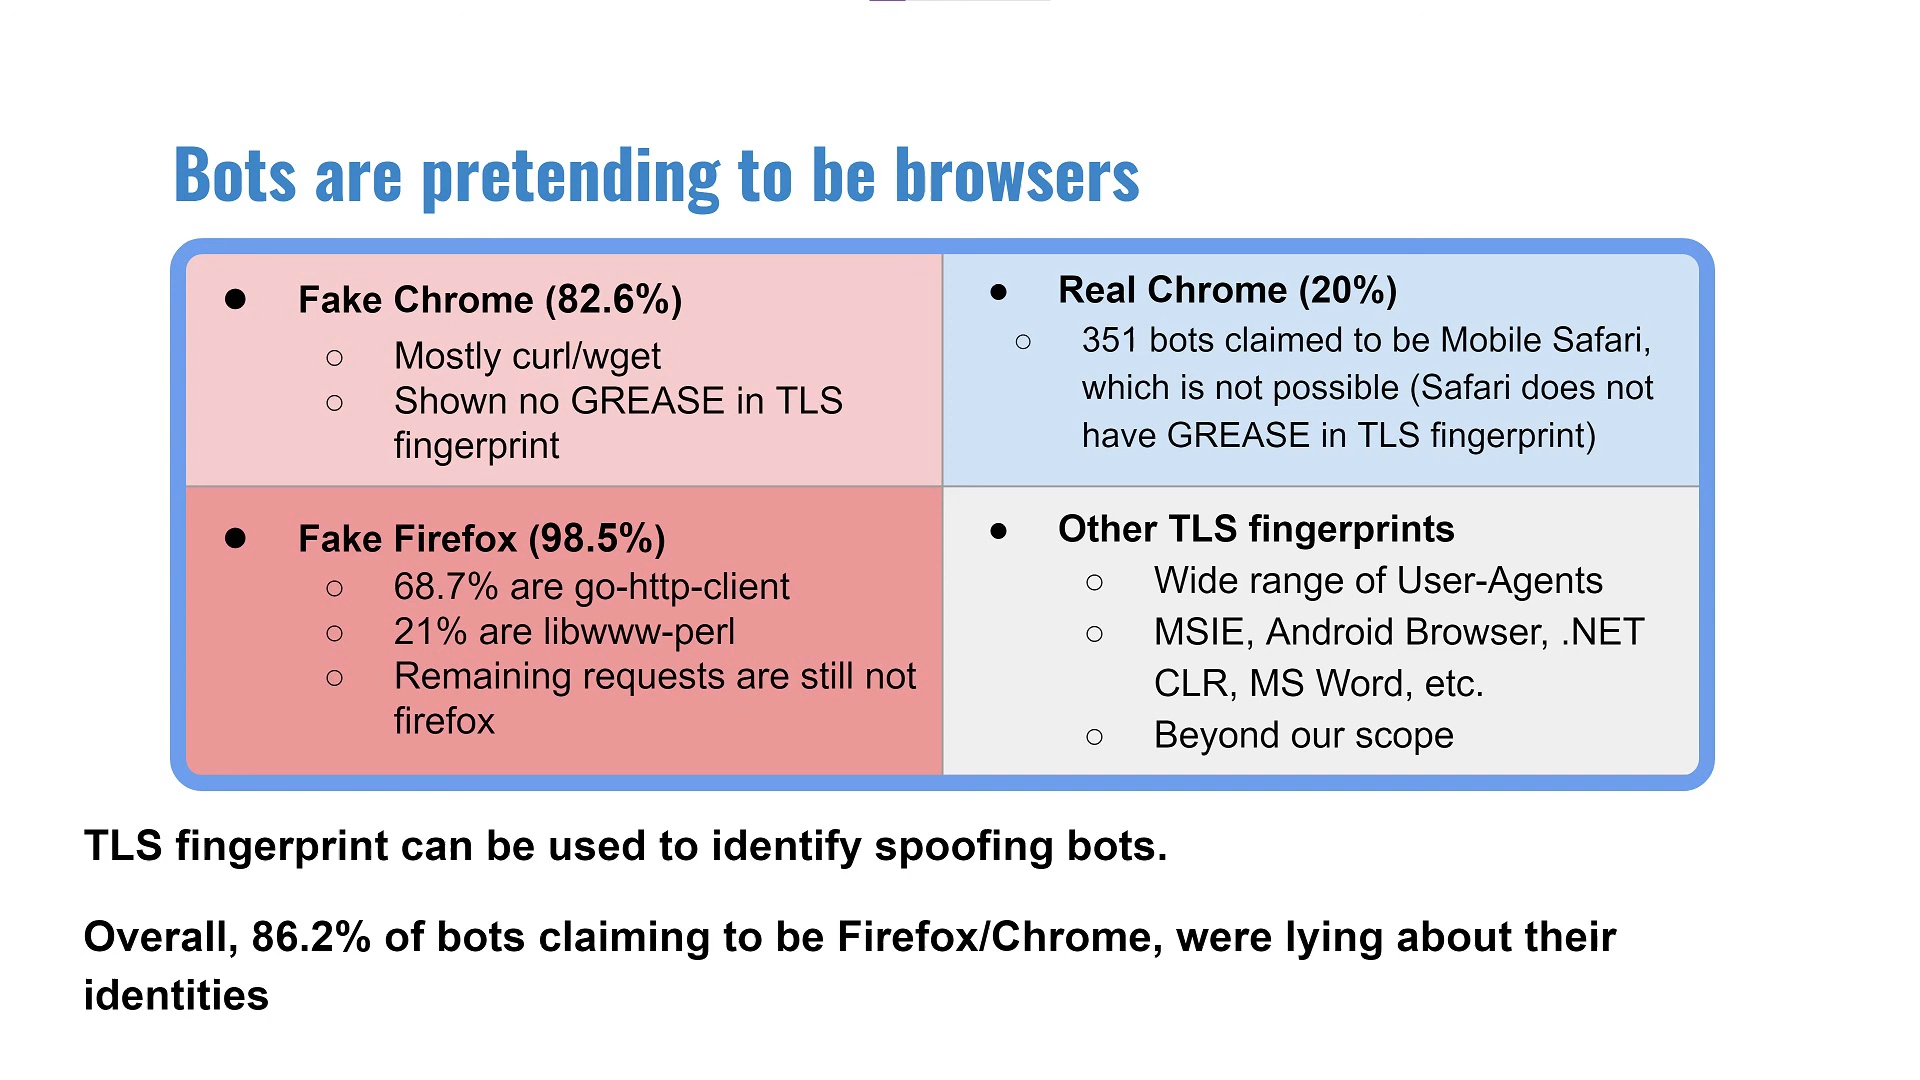 Bots are pretending to be browsers
● Fake Chrome (82.6%)
○ Mostly curl/wget
○ Shown no GREASE in TLS
fingerprint
● Real Chrome (20%)
○ 351 bots claimed to be Mobile Safari,
which is not possible (Safari does not
have GREASE in TLS fingerprint)
● Fake Firefox (98.5%)
○ 68.7% are go-http-client
○ 21% are libwww-perl
○ Remaining requests are still not
firefox
● Other TLS fingerprints
○ Wide range of User-Agents
○ MSIE, Android Browser, .NET
CLR, MS Word, etc.
○ Beyond our scope
TLS fingerprint can be used to identify spoofing bots.
Overall, 86.2% of bots claiming to be Firefox/Chrome, were lying about their
identities